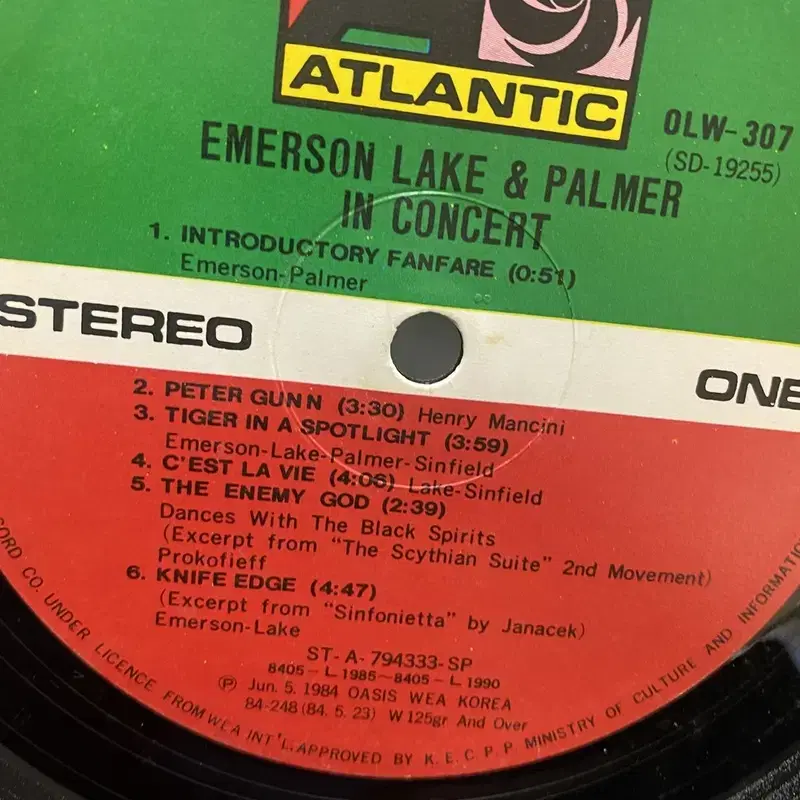 ATLANTIC
OLW-307
(SD-19255)
EMERSON LAKE & PALMER
IN CONCERT
1. INTRODUCTORY FANFARE (0:51)
Emerson-Palmer
STEREO
ONE
2. PETER GUNN (3:30) Henry Mancini
3. TIGER IN A SPOTLIGHT (3:59)
Emerson-Lake-Palmer-Sinfield
4. C'EST LA VIE (4:08) Lake-Sinfield
5. THE ENEMY GOD (2:39)
Dances With The Black Spirits
(Excerpt from "The Scythian Suite" 2nd Movement)
Prokofieff
6. KNIFE EDGE (4:47)
(Excerpt from "Sinfonietta" by Janacek)
Emerson-Lake
ST-A-794333-SP
8405-L1985~8405-L1990
Ⓟ Jun. 5. 1984 OASIS WEA KOREA
84-248 (84. 5. 23) W125gr And Over
CORD CO. UNDER LICENCE FROM WEA INT'L. APPROVED BY K. E. C. P. P. MINISTRY OF CULTURE AND INFORMATIO